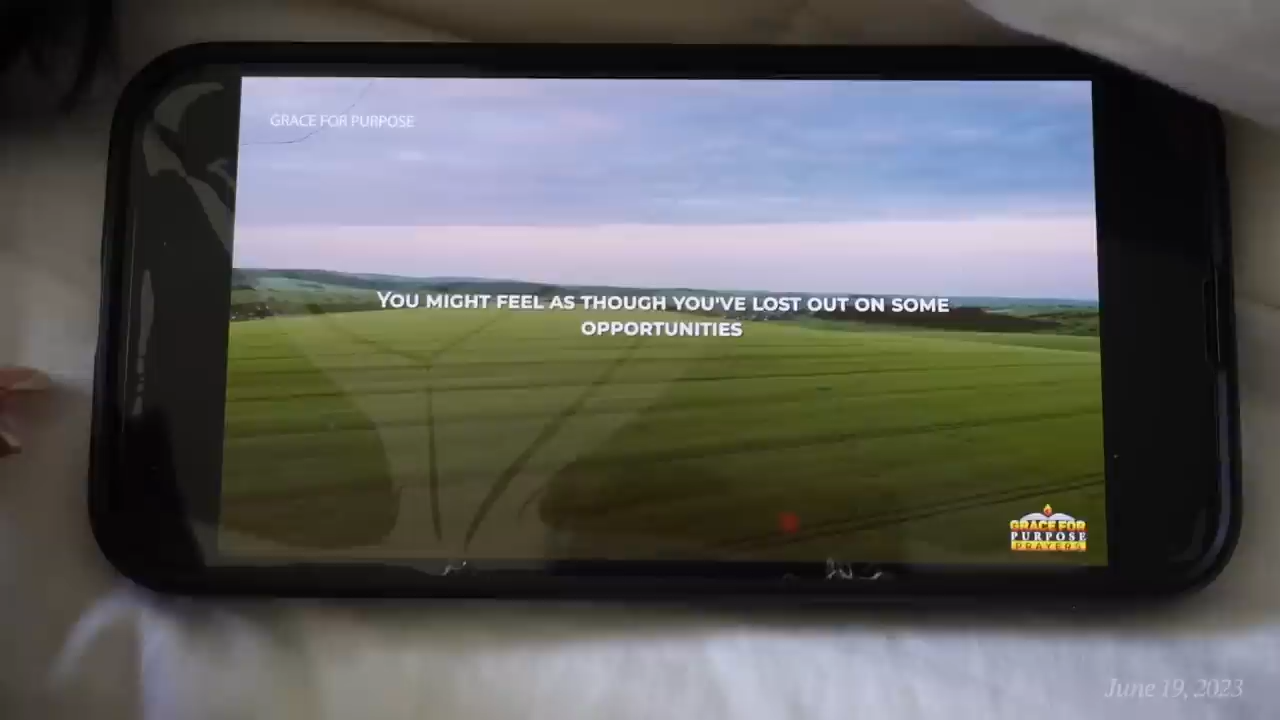 GRACE FOR PURPOSE
YOU MIGHT FEEL AS THOUGH YOU'VE LOST OUT ON SOME
OPPORTUNITIES
GRACE FOR
PURPOSE
PRAYERS
June 19, 2023